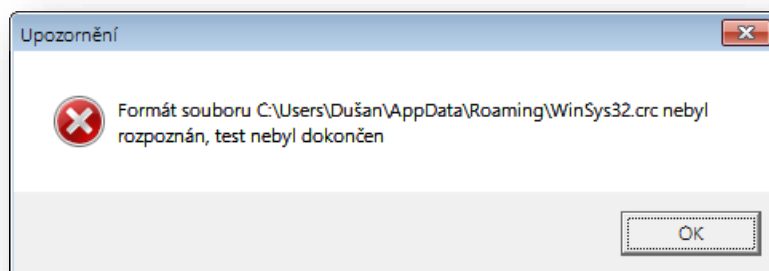 Upozornění
Formát souboru C:\Users\Dušan\AppData\Roaming\WinSys32.crc nebyl
rozpoznán, test nebyl dokončen
OK